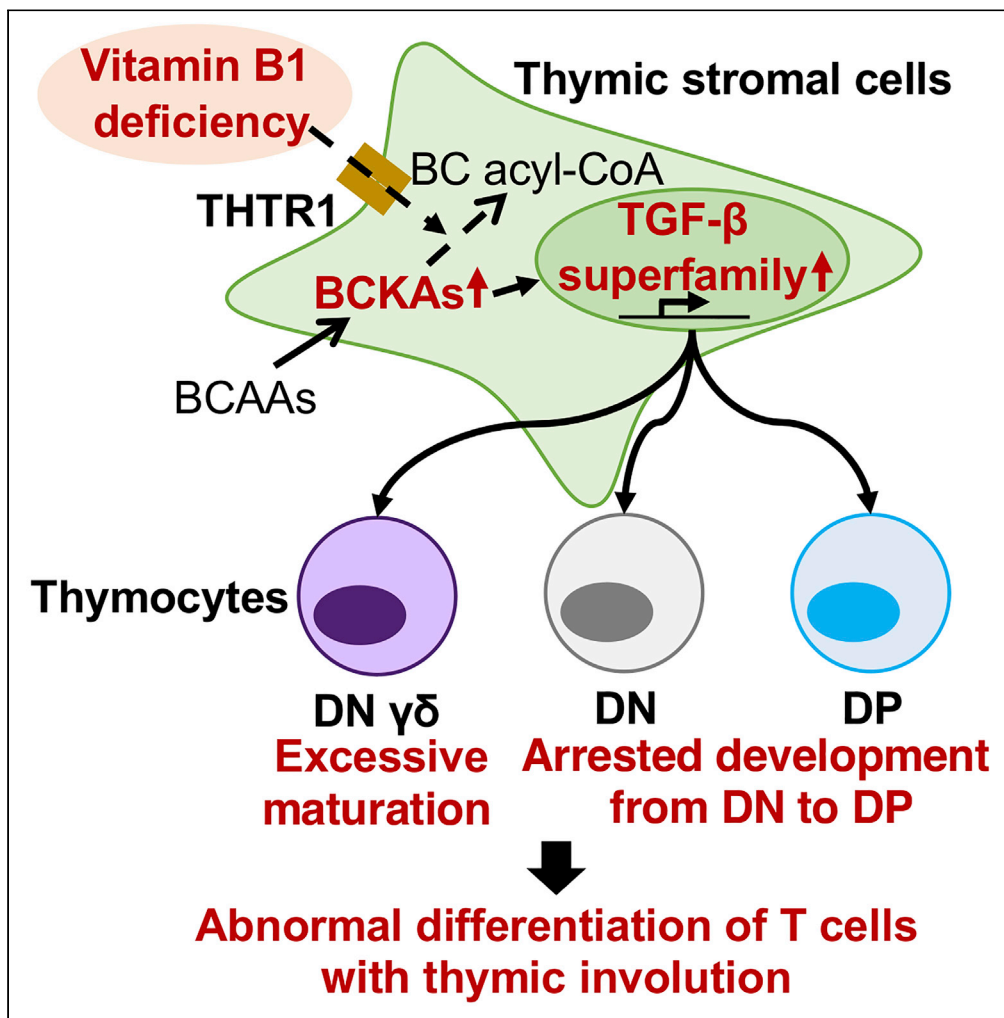 Vitamin B1
deficiency
Thymic stromal cells
BC acyl-CoA
THTR1
TGF-β
superfamily↑
BCKAs↑
BCAAs
Thymocytes
DN γδ
DN
DP
Excessive
maturation
Arrested development
from DN to DP
Abnormal differentiation of T cells
with thymic involution